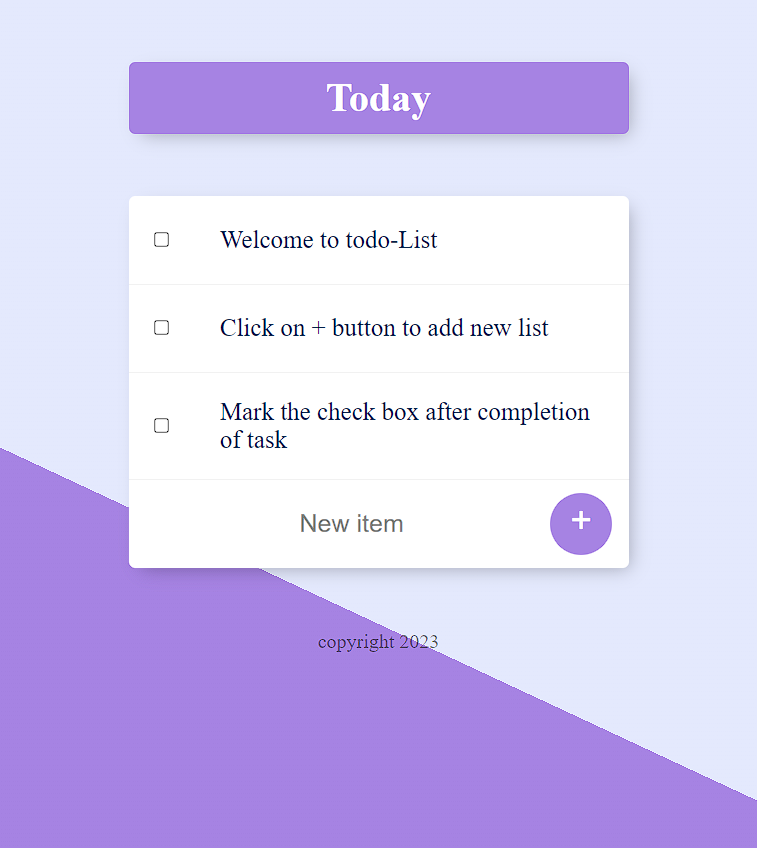 Today
Welcome to todo-List
Click on + button to add new list
Mark the check box after completion
of task
New item
+
copyright 2023